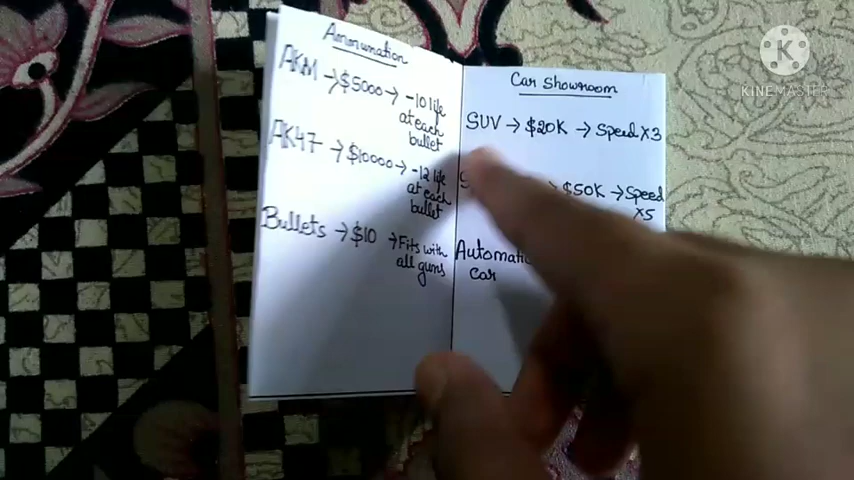 Ammunation
AKM → $5000 → -10 life
at each
bullet
AK47 → $10000 → -12 life
at each
bullet
Bullets → $10 → Fits with
all guns
Car Showroom
SUV → $20K → Speed x3
→ $50K → Speed
x5
Automatic
car
KINEMASTER